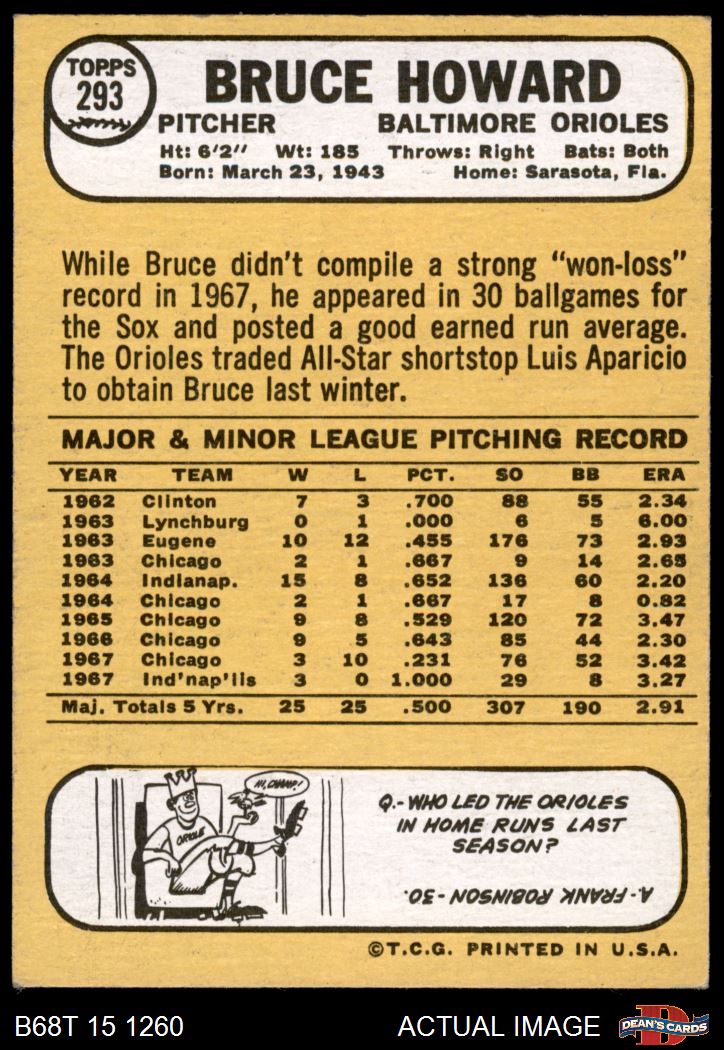 TOPPS
293
BRUCE HOWARD
PITCHER BALTIMORE ORIOLES
Ht: 6'2" Wt: 185 Throws: Right Bats: Both
Born: March 23, 1943 Home: Sarasota, Fla.
While Bruce didn't compile a strong "won-loss"
record in 1967, he appeared in 30 ballgames for
the Sox and posted a good earned run average.
The Orioles traded All-Star shortstop Luis Aparicio
to obtain Bruce last winter.
MAJOR & MINOR LEAGUE PITCHING RECORD
YEAR TEAM W L PCT. SO BB ERA
1962 Clinton 7 3 .700 88 55 2.34
1963 Lynchburg 0 1 .000 6 5 6.00
1963 Eugene 10 12 .455 176 73 2.93
1963 Chicago 2 1 .667 9 14 2.65
1964 Indianap. 15 8 .652 136 60 2.20
1964 Chicago 2 1 .667 17 8 0.82
1965 Chicago 9 8 .529 120 72 3.47
1966 Chicago 9 5 .643 85 44 2.30
1967 Chicago 3 10 .231 76 52 3.42
1967 Ind'nap'lis 3 0 1.000 29 8 3.27
Maj. Totals 5 Yrs. 25 25 .500 307 190 2.91
HI, CHAMP!
ORIOLE
Q.-WHO LED THE ORIOLES
IN HOME RUNS LAST
SEASON?
A.-FRANK ROBINSON-30.
©T.C.G. PRINTED IN U.S.A.
B68T 15 1260 ACTUAL IMAGE
D
DEAN'S CARDS